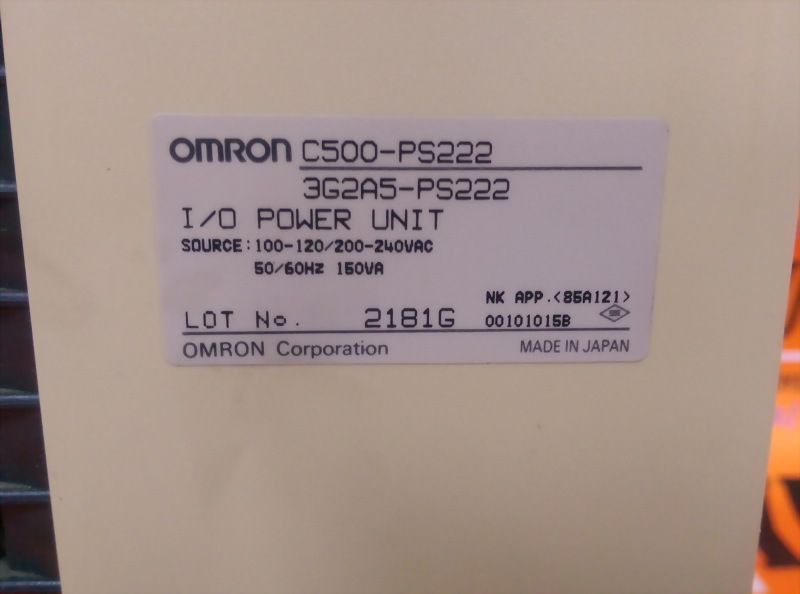 OMRON C500-PS222
3G2A5-PS222
I/O POWER UNIT
SOURCE: 100-120/200-240VAC
50/60Hz 150VA
NK APP.<85A121>
LOT No. 2181G 00101015B
OMRON Corporation MADE IN JAPAN